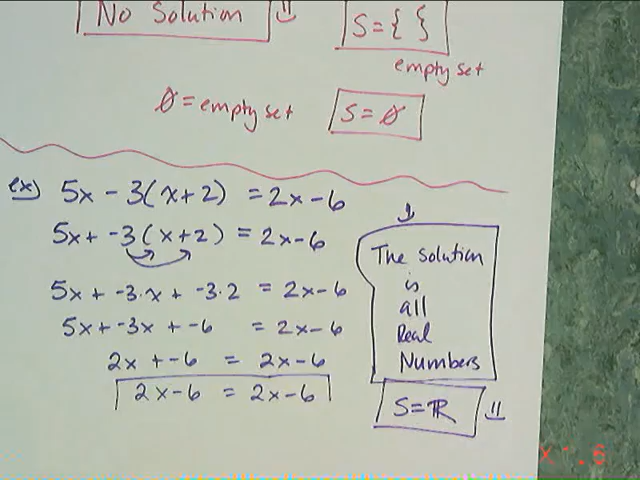 No Solution
S = { }
empty set
∅ = empty set
S = ∅
ex) 5x - 3(x+2) = 2x - 6
5x + -3(x+2) = 2x - 6
5x + -3·x + -3·2 = 2x - 6
5x + -3x + -6 = 2x - 6
2x + -6 = 2x - 6
2x - 6 = 2x - 6
The solution
is
all
Real
Numbers
S = ℝ
x1.6